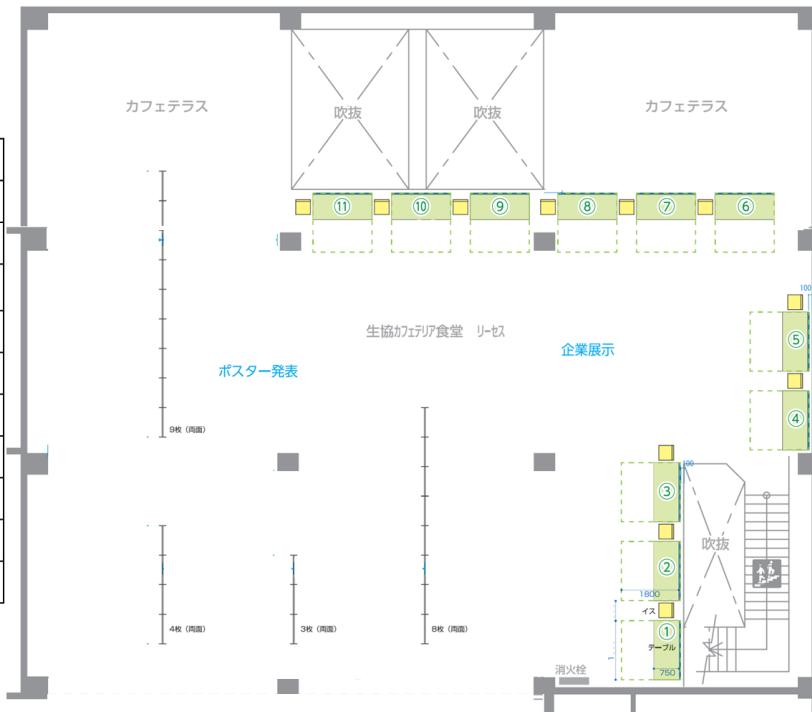 カフェテラス
吹抜
吹抜
カフェテラス
⑪
⑩
⑨
⑧
⑦
⑥
100
生協カフェテリア食堂 リーセス
企業展示
⑤
ポスター発表
④
9枚（両面）
100
③
吹抜
②
1800
イス
①
4枚（両面）
3枚（両面）
8枚（両面）
テーブル
消火栓
750